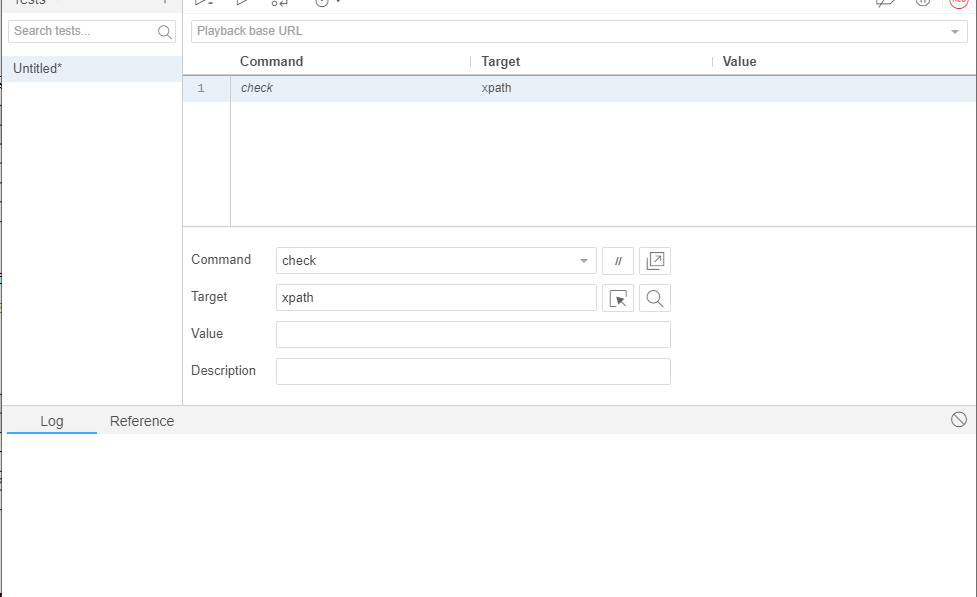 Tests
Search tests...
Playback base URL
Untitled*
Command Target Value
1 check xpath
Command check //
Target xpath
Value
Description
Log Reference